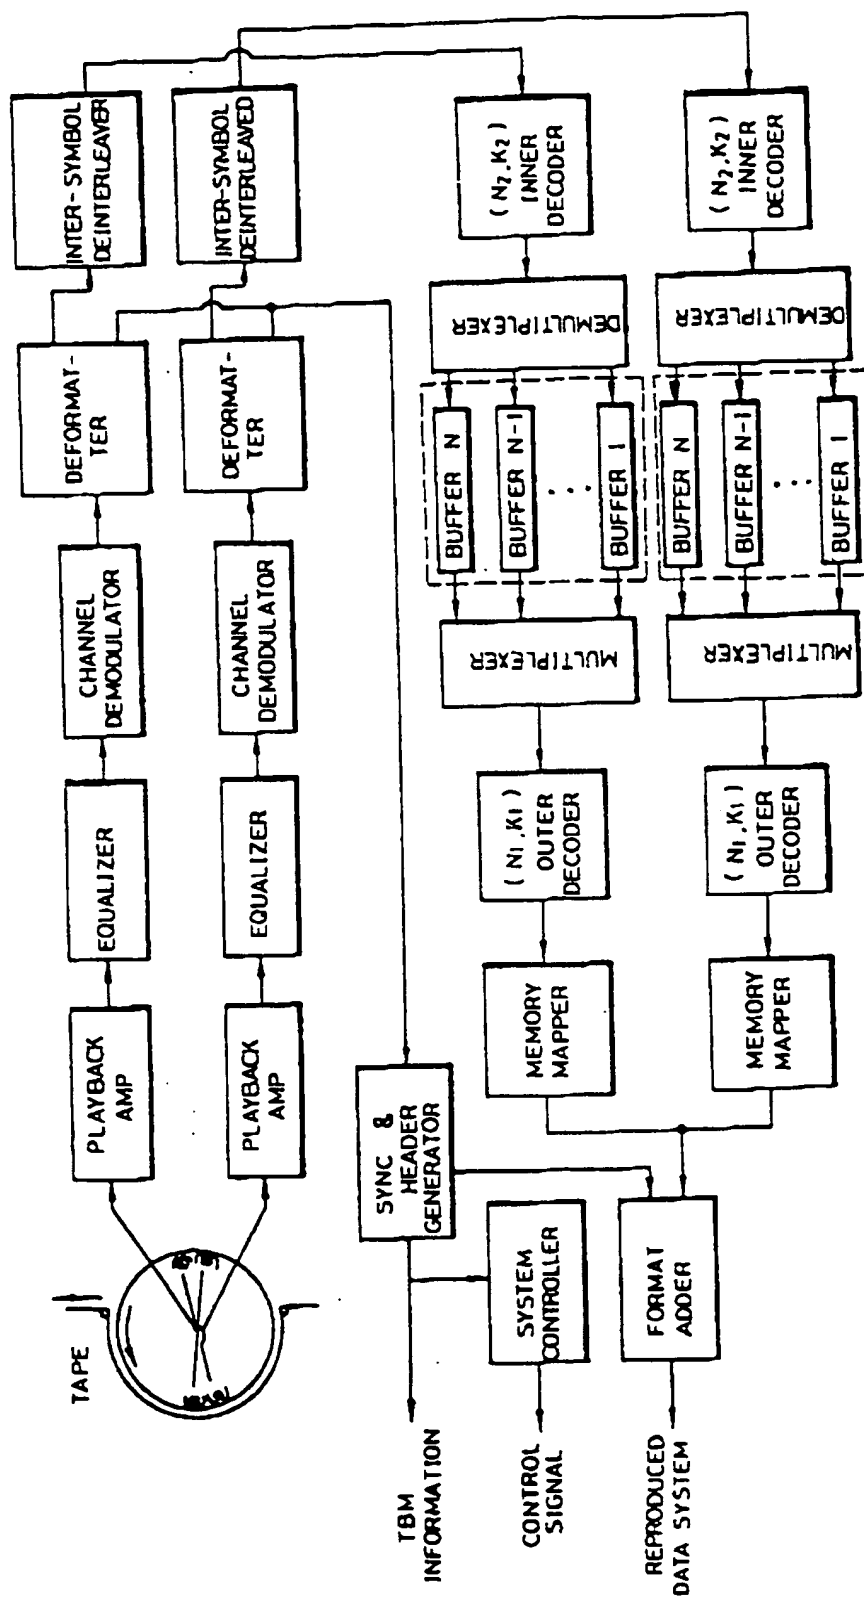 TAPE
PLAYBACK
AMP
EQUALIZER
CHANNEL
DEMODULATOR
DEFORMAT-
TER
INTER-SYMBOL
DEINTERLEAVER
PLAYBACK
AMP
EQUALIZER
CHANNEL
DEMODULATOR
DEFORMAT-
TER
INTER-SYMBOL
DEINTERLEAVED
TBM
INFORMATION
SYNC &
HEADER
GENERATOR
CONTROL
SIGNAL
SYSTEM
CONTROLLER
MEMORY
MAPPER
(N1,K1)
OUTER
DECODER
MULTIPLEXER
BUFFER N
BUFFER N-1
...
BUFFER 1
DEMULTIPLEXER
(N2,K2)
INNER
DECODER
REPRODUCED
DATA SYSTEM
FORMAT
ADDER
MEMORY
MAPPER
(N1,K1)
OUTER
DECODER
MULTIPLEXER
BUFFER N
BUFFER N-1
...
BUFFER 1
DEMULTIPLEXER
(N2,K2)
INNER
DECODER